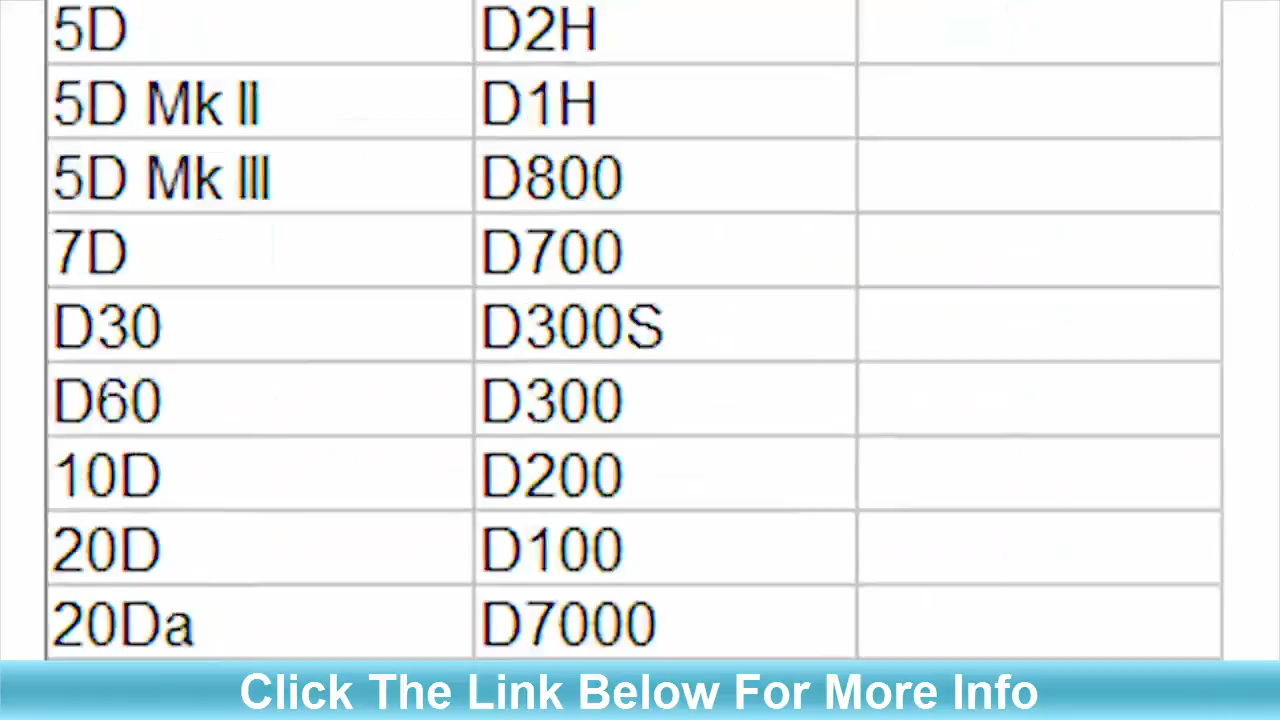 5D D2H
5D Mk II D1H
5D Mk III D800
7D D700
D30 D300S
D60 D300
10D D200
20D D100
20Da D7000
Click The Link Below For More Info